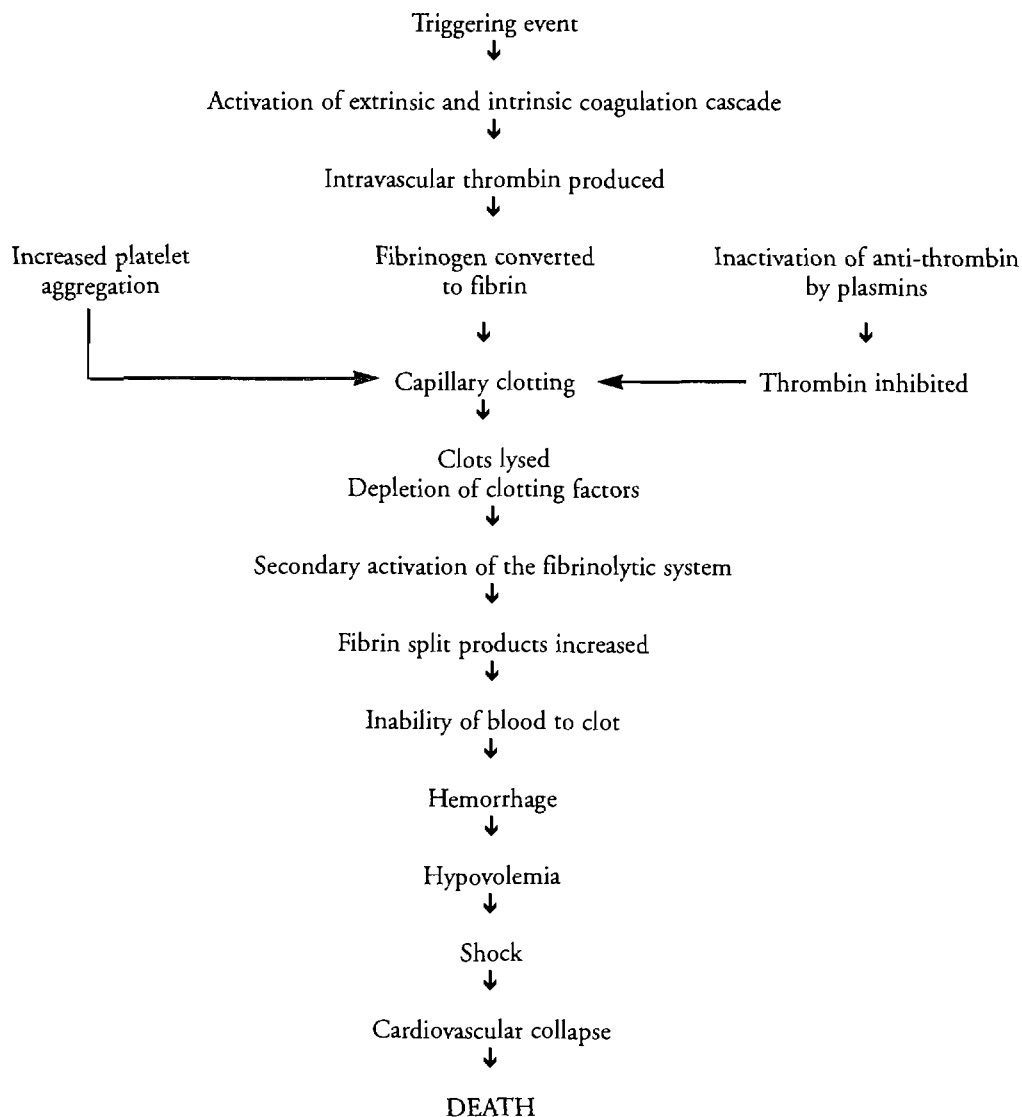 Triggering event
Activation of extrinsic and intrinsic coagulation cascade
Intravascular thrombin produced
Increased platelet
aggregation
Fibrinogen converted
to fibrin
Inactivation of anti-thrombin
by plasmins
Capillary clotting
Thrombin inhibited
Clots lysed
Depletion of clotting factors
Secondary activation of the fibrinolytic system
Fibrin split products increased
Inability of blood to clot
Hemorrhage
Hypovolemia
Shock
Cardiovascular collapse
DEATH